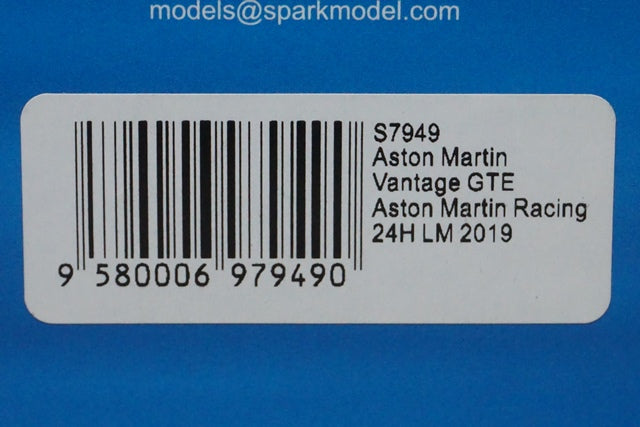 models@sparkmodel.com
S7949
Aston Martin
Vantage GTE
Aston Martin Racing
24H LM 2019
9 580006 979490